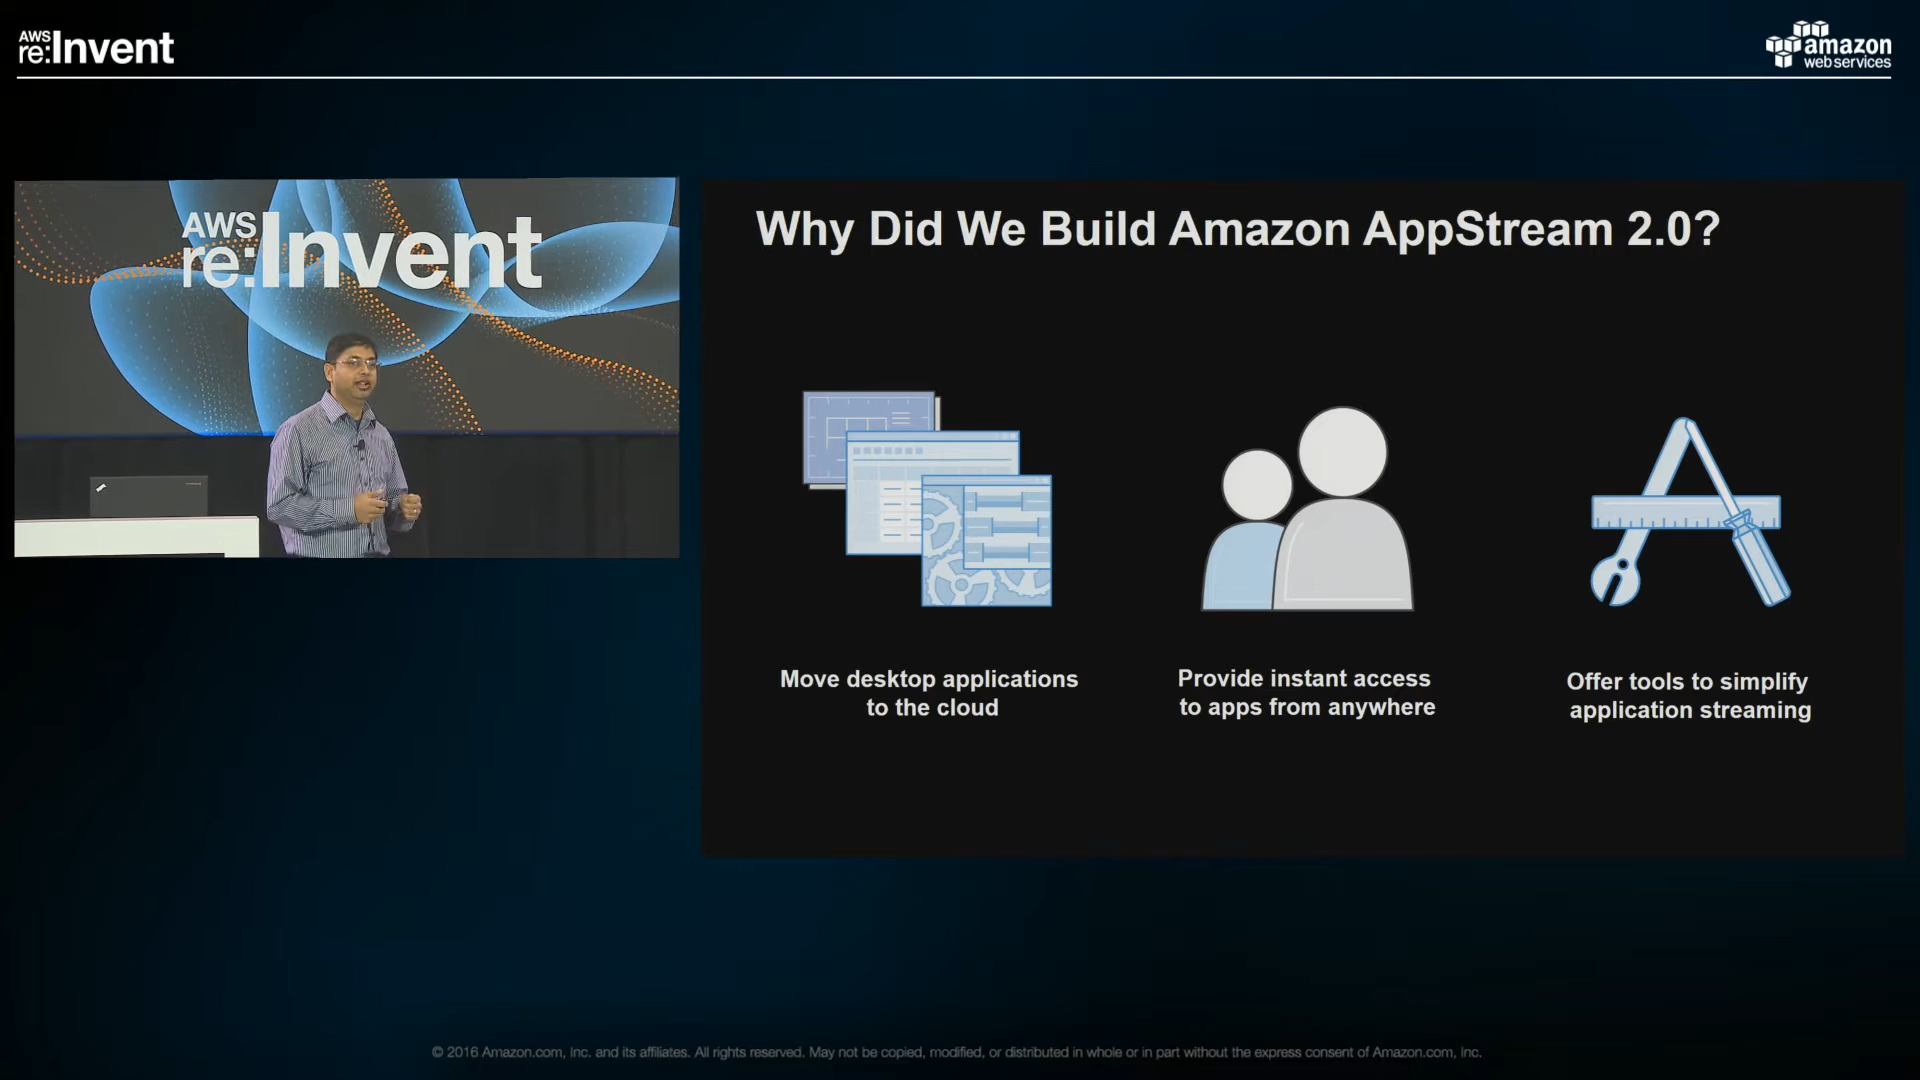 AWS
re:Invent
amazon
webservices
AWS
re:Invent
Why Did We Build Amazon AppStream 2.0?
Move desktop applications
to the cloud
Provide instant access
to apps from anywhere
Offer tools to simplify
application streaming
© 2016 Amazon.com, Inc. and its affiliates. All rights reserved. May not be copied, modified, or distributed in whole or in part without the express consent of Amazon.com, Inc.